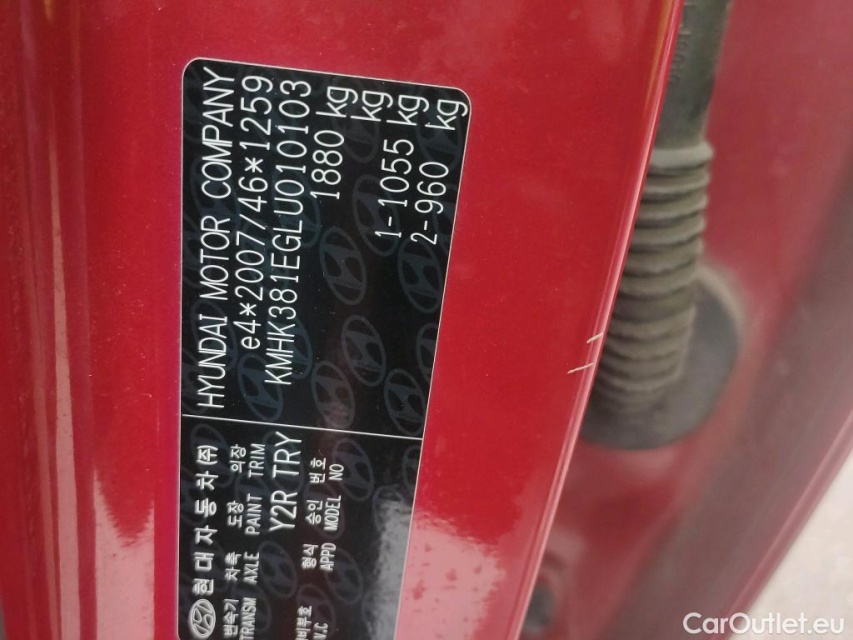 HYUNDAI MOTOR COMPANY
e4*2007/46*1259
KMHK381EGLU010103
1880 kg
kg
1-1055 kg
2-960 kg
현대자동차(주)
변속기 차축 도장 의장
TRANSM AXLE PAINT TRIM
Y2R TRY
형식 승인 번호
APPD MODEL NO
CarOutlet.eu